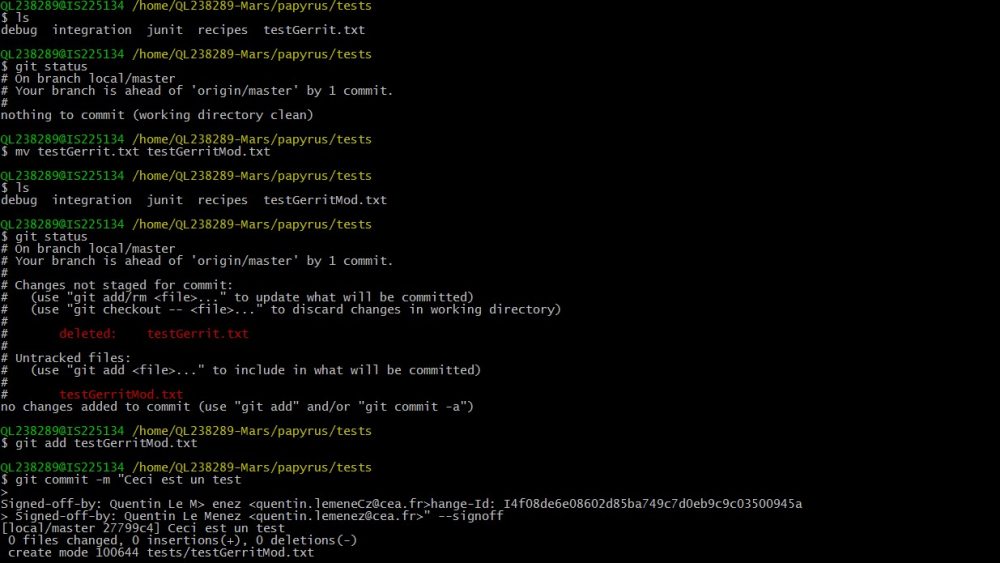 QL238289@IS225134 /home/QL238289-Mars/papyrus/tests
$ ls
debug  integration  junit  recipes  testGerrit.txt
QL238289@IS225134 /home/QL238289-Mars/papyrus/tests
$ git status
# On branch local/master
# Your branch is ahead of 'origin/master' by 1 commit.
#
nothing to commit (working directory clean)
QL238289@IS225134 /home/QL238289-Mars/papyrus/tests
$ mv testGerrit.txt testGerritMod.txt
QL238289@IS225134 /home/QL238289-Mars/papyrus/tests
$ ls
debug  integration  junit  recipes  testGerritMod.txt
QL238289@IS225134 /home/QL238289-Mars/papyrus/tests
$ git status
# On branch local/master
# Your branch is ahead of 'origin/master' by 1 commit.
#
# Changes not staged for commit:
#   (use "git add/rm <file>..." to update what will be committed)
#   (use "git checkout -- <file>..." to discard changes in working directory)
#
#       deleted:    testGerrit.txt
#
# Untracked files:
#   (use "git add <file>..." to include in what will be committed)
#
#       testGerritMod.txt
no changes added to commit (use "git add" and/or "git commit -a")
QL238289@IS225134 /home/QL238289-Mars/papyrus/tests
$ git add testGerritMod.txt
QL238289@IS225134 /home/QL238289-Mars/papyrus/tests
$ git commit -m "Ceci est un test
>
Signed-off-by: Quentin Le M> enez <quentin.lemeneCz@cea.fr>hange-Id: I4f08de6e08602d85ba749c7d0eb9c9c03500945a
> Signed-off-by: Quentin Le Menez <quentin.lemenez@cea.fr>" --signoff
[local/master 27799c4] Ceci est un test
 0 files changed, 0 insertions(+), 0 deletions(-)
 create mode 100644 tests/testGerritMod.txt